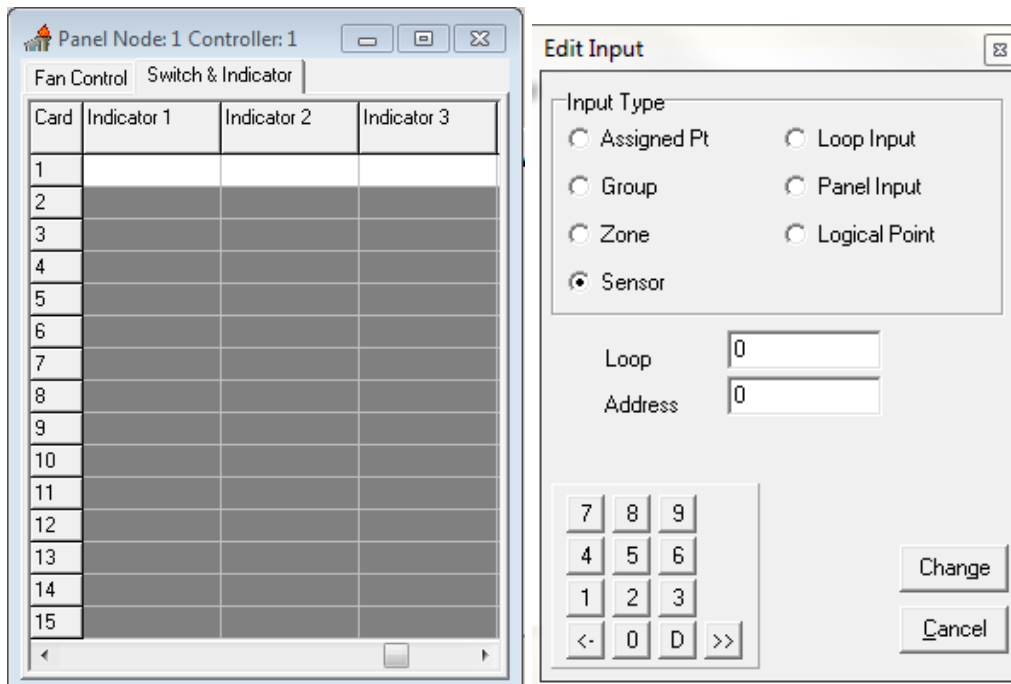 Panel Node: 1 Controller: 1
Fan Control Switch & Indicator
Card Indicator 1 Indicator 2 Indicator 3
1
2
3
4
5
6
7
8
9
10
11
12
13
14
15
Edit Input
Input Type
Assigned Pt Loop Input
Group Panel Input
Zone Logical Point
Sensor
Loop 0
Address 0
7 8 9
4 5 6
1 2 3
<- 0 D >>
Change
Cancel